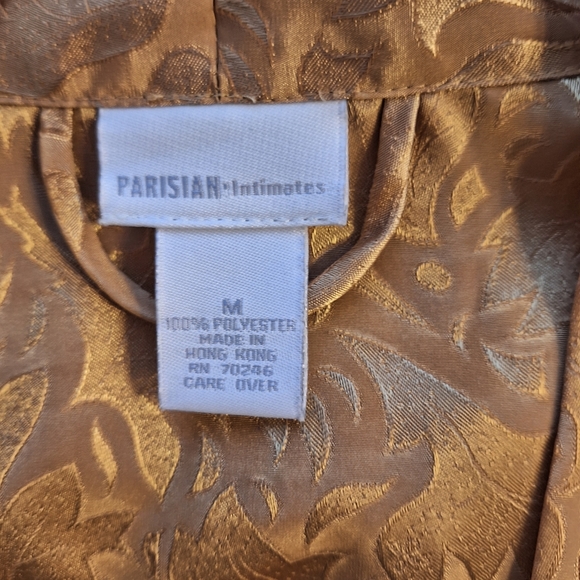 PARISIAN Intimates
M
100% POLYESTER
MADE IN
HONG KONG
RN 70246
CARE OVER